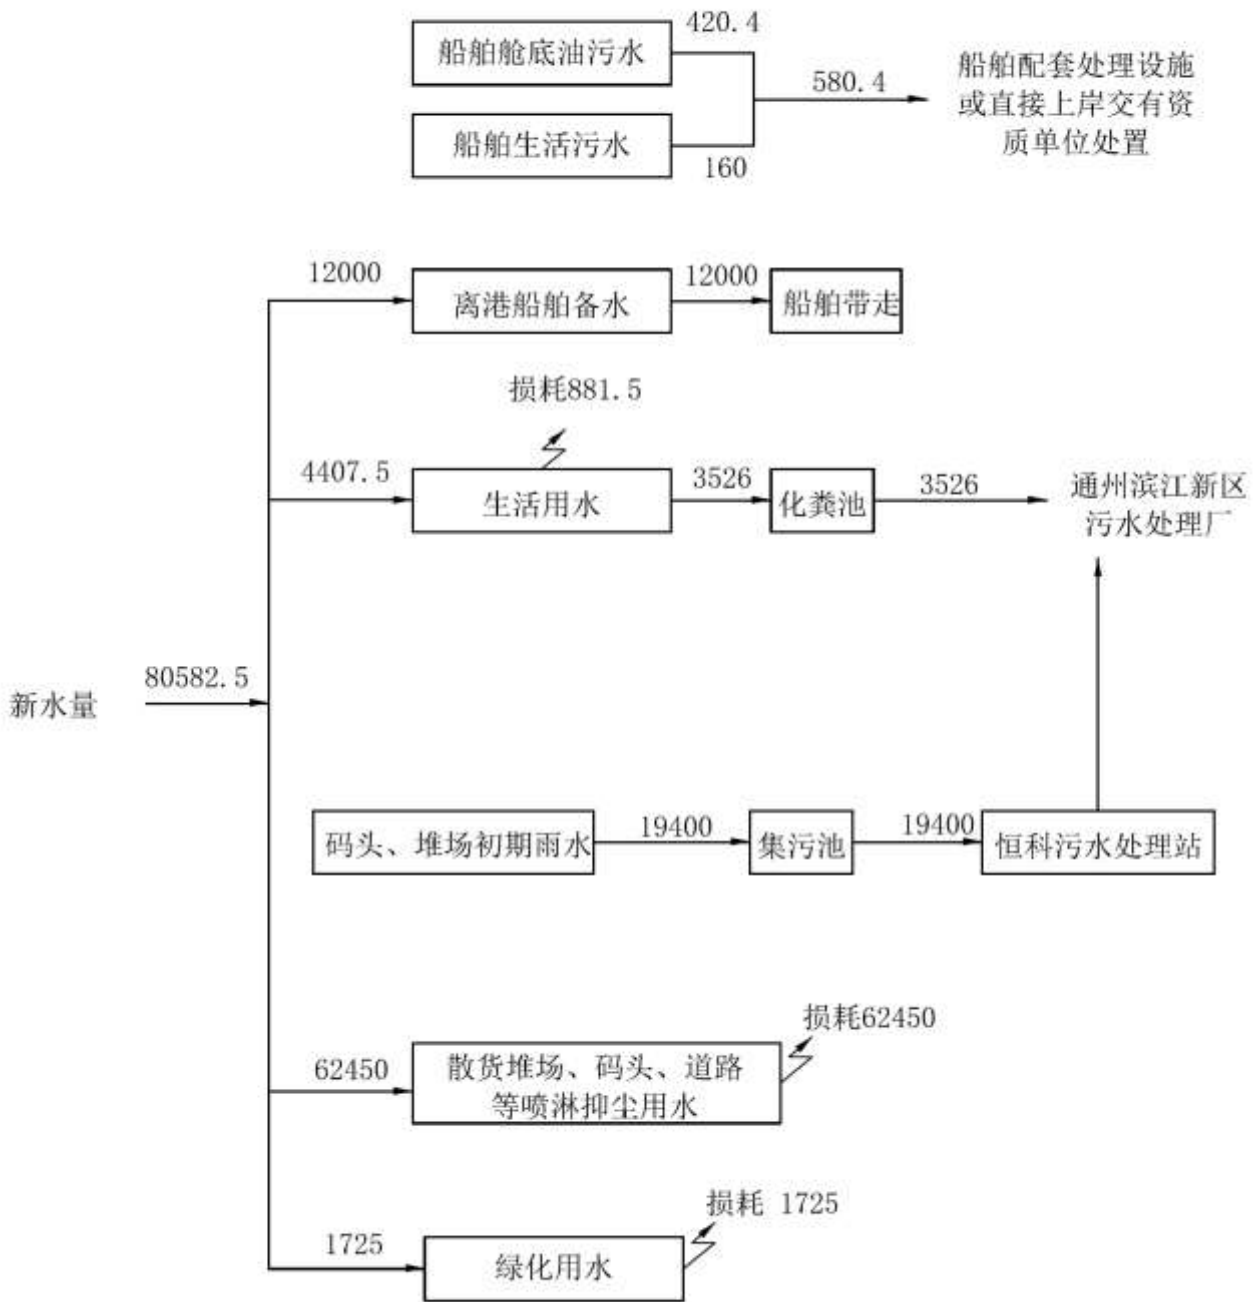 420.4
船舶舱底油污水
580.4
船舶配套处理设施
或直接上岸交有资
质单位处置
船舶生活污水
160
12000
离港船舶备水
12000
船舶带走
损耗881.5
4407.5
生活用水
3526
化粪池
3526
通州滨江新区
污水处理厂
新水量
80582.5
码头、堆场初期雨水
19400
集污池
19400
恒科污水处理站
损耗62450
62450
散货堆场、码头、道路
等喷淋抑尘用水
损耗 1725
1725
绿化用水